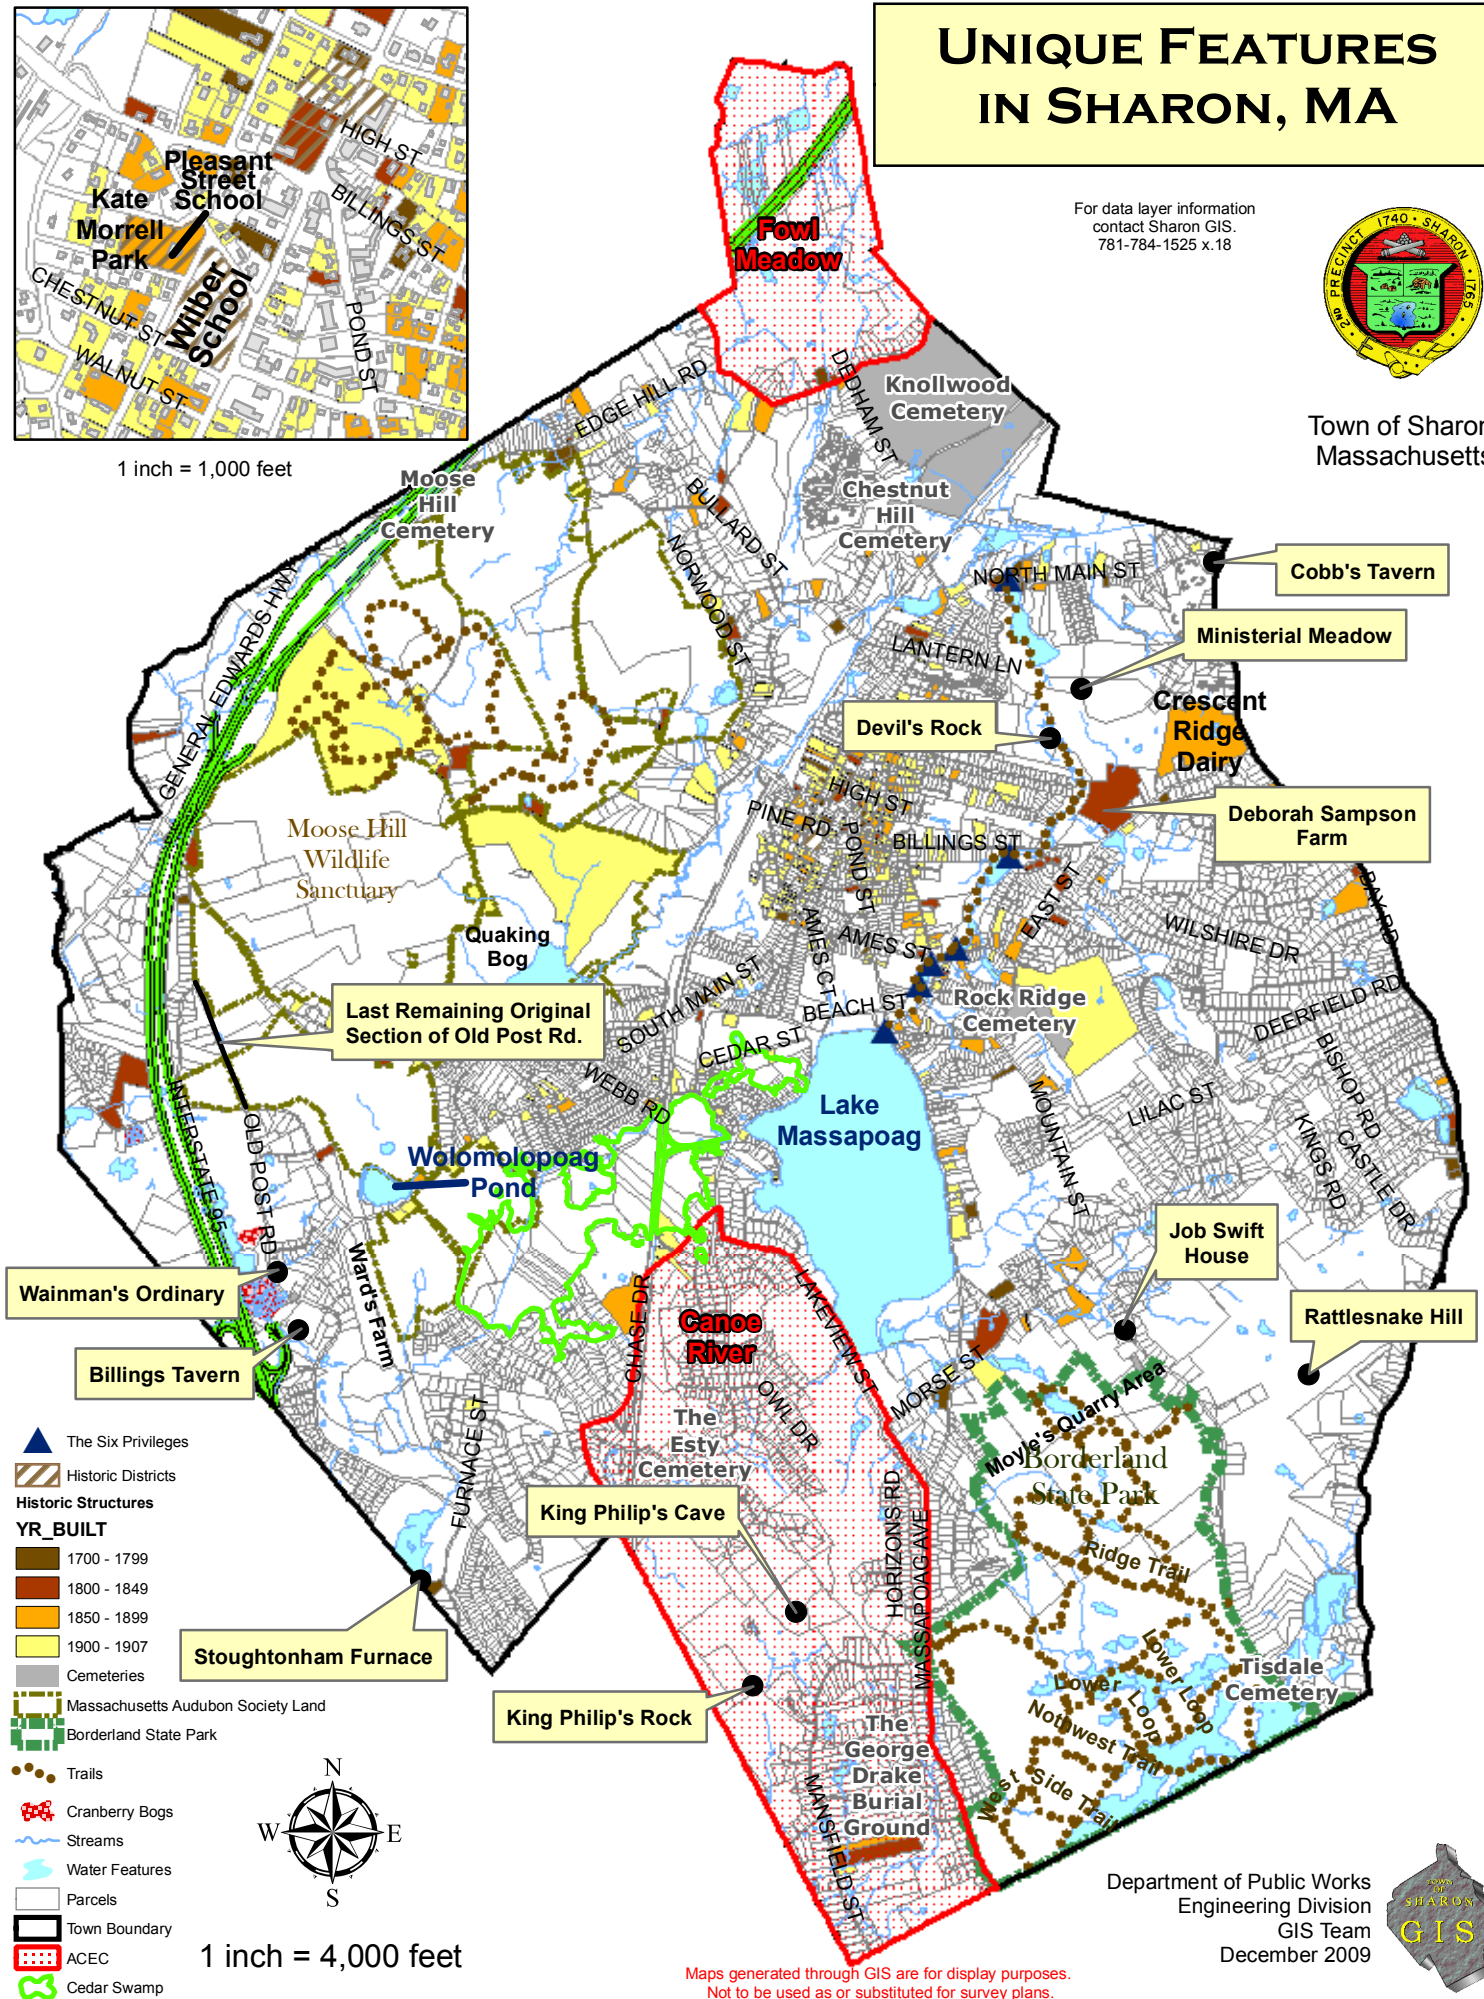 UNIQUE FEATURES
IN SHARON, MA
For data layer information
contact Sharon GIS.
781-784-1525 x.18
2ND PRECINCT 1740 · SHARON · 1765
Town of Sharon
Massachusetts
HIGH ST
Pleasant
Street
School
BILLINGS ST
Kate
Morrell
Park
CHESTNUT ST
Wilber
School
POND ST
WALNUT ST.
1 inch = 1,000 feet
Fowl
Meadow
EDGE HILL RD
DEDHAM ST
Knollwood
Cemetery
Moose
Hill
Cemetery
BULLARD ST
Chestnut
Hill
Cemetery
NORWOOD ST
NORTH MAIN ST
Cobb's Tavern
GENERAL EDWARDS HWY
LANTERN LN
Ministerial Meadow
Devil's Rock
Crescent
Ridge
Dairy
HIGH ST
PINE RD
POND ST
BILLINGS ST
Deborah Sampson
Farm
Moose Hill
Wildlife
Sanctuary
EAST ST
BAY RD
Quaking
Bog
AMES CT
AMES ST
WILSHIRE DR
Last Remaining Original
Section of Old Post Rd.
SOUTH MAIN ST
BEACH ST
Rock Ridge
Cemetery
DEERFIELD RD
CEDAR ST
WEBB RD
BISHOP RD
INTERSTATE 95
OLD POST RD
Lake
Massapoag
MOUNTAIN ST
LILAC ST
KINGS RD
CASTLE DR
Wolomolopoag
Pond
Job Swift
House
Wainman's Ordinary
Ward's Farm
CHASE DR
Canoe
River
LAKEVIEW ST
Rattlesnake Hill
Billings Tavern
MORSE ST
OWL DR
Moyle's Quarry Area
The
Esty
Cemetery
Borderland
State Park
FURNACE ST
HORIZONS RD
MASSAPOAG AVE
King Philip's Cave
Ridge Trail
Stoughtonham Furnace
Lower
Loop
Lower Loop
Tisdale
Cemetery
King Philip's Rock
Nothwest Trail
The
George
Drake
Burial
Ground
West Side Trail
MANSFIELD ST
The Six Privileges
Historic Districts
Historic Structures
YR_BUILT
1700 - 1799
1800 - 1849
1850 - 1899
1900 - 1907
Cemeteries
Massachusetts Audubon Society Land
Borderland State Park
Trails
Cranberry Bogs
Streams
Water Features
Parcels
Town Boundary
ACEC
Cedar Swamp
N
W
E
S
1 inch = 4,000 feet
Maps generated through GIS are for display purposes.
Not to be used as or substituted for survey plans.
Department of Public Works
Engineering Division
GIS Team
December 2009
TOWN
OF
SHARON
GIS